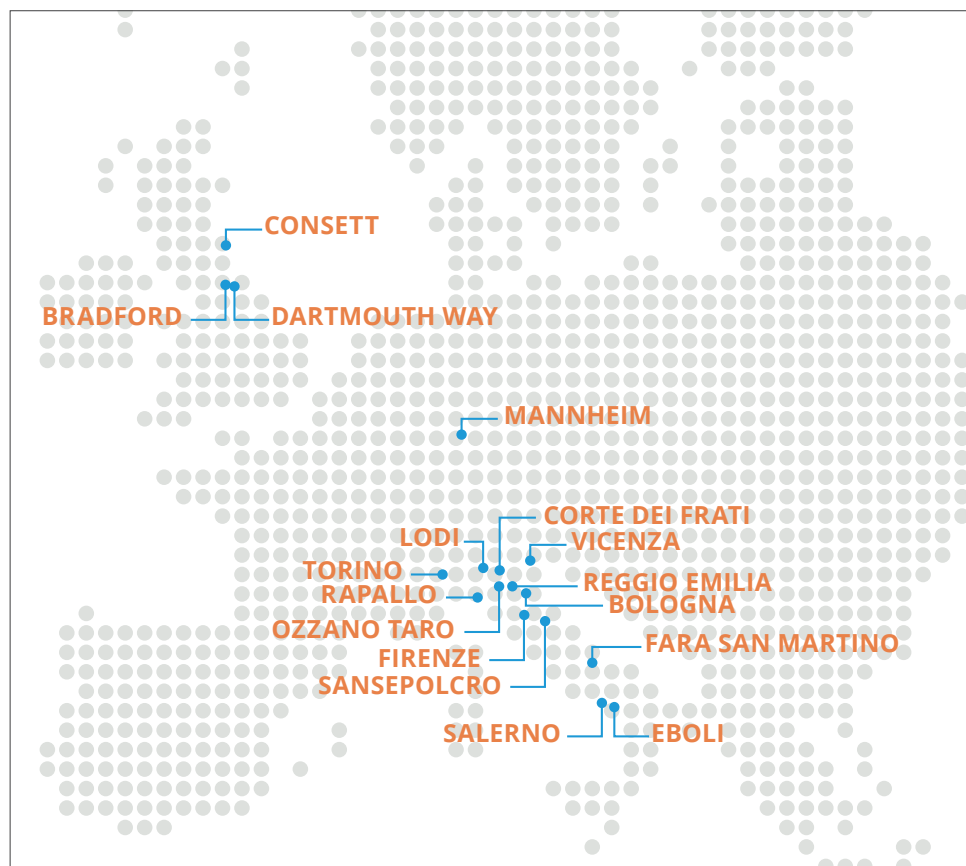 CONSETT
BRADFORD
DARTMOUTH WAY
MANNHEIM
CORTE DEI FRATI
LODI
VICENZA
TORINO
REGGIO EMILIA
RAPALLO
BOLOGNA
OZZANO TARO
FARA SAN MARTINO
FIRENZE
SANSEPOLCRO
SALERNO
EBOLI